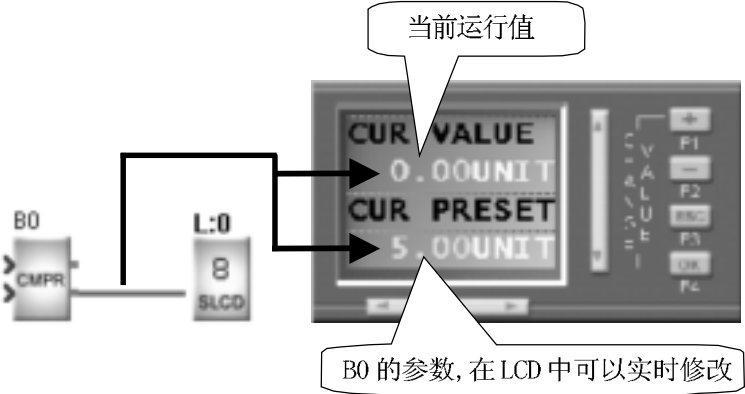 当前运行值
CUR VALUE
0.00UNIT
CUR PRESET
5.00UNIT
CHANGE
VALUE
+
F1
-
F2
ESC
F3
OK
F4
B0
CMPR
L:0
8
SLCD
B0 的参数, 在 LCD 中可以实时修改